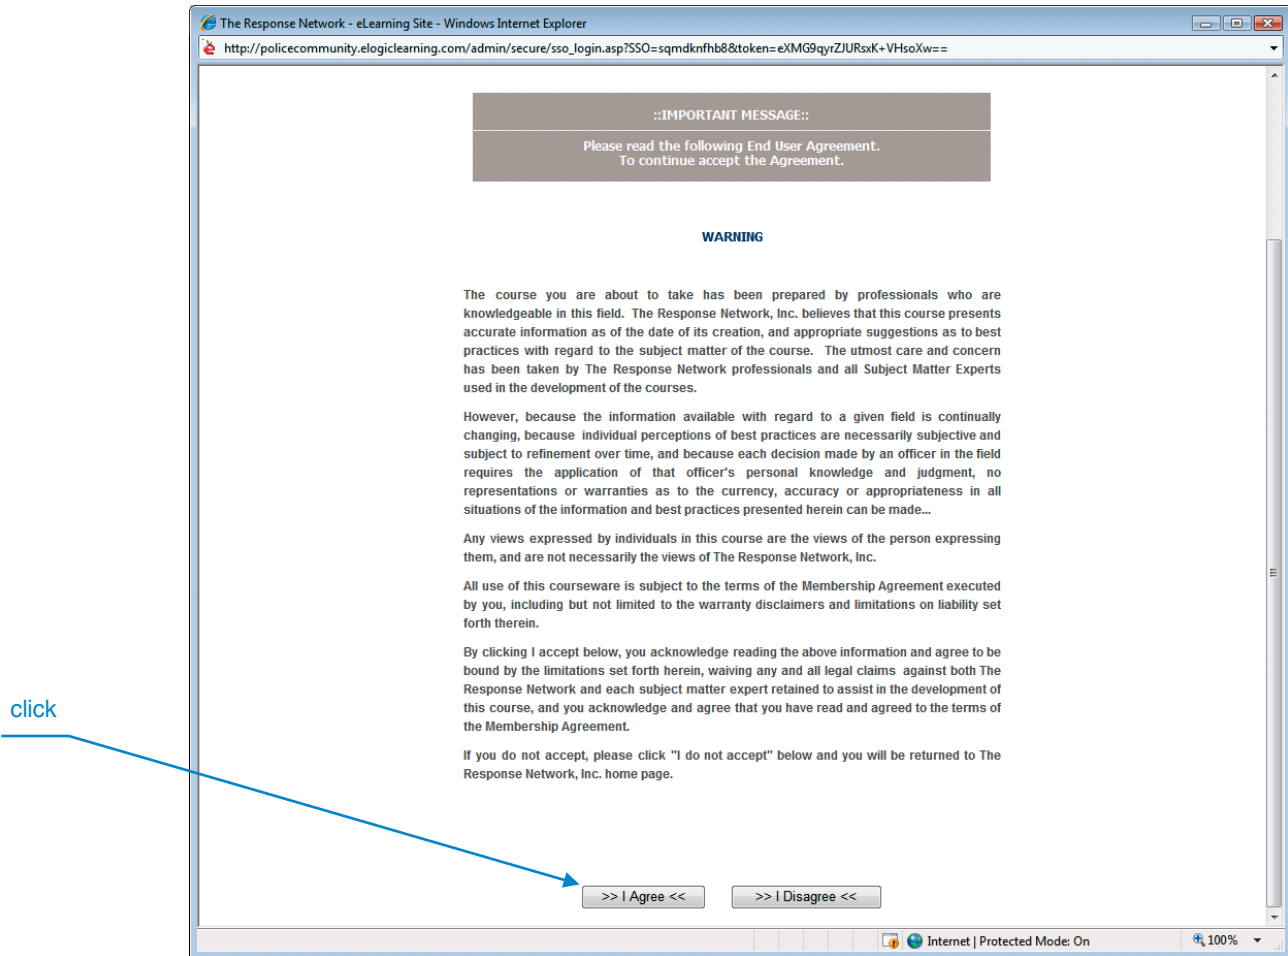 The Response Network - eLearning Site - Windows Internet Explorer
http://policecommunity.elogiclearning.com/admin/secure/sso_login.asp?SSO=sqmdknfhb8&token=eXMG9qyrZJURsxK+VHsoXw==
::IMPORTANT MESSAGE::
Please read the following End User Agreement.
To continue accept the Agreement.
WARNING
The course you are about to take has been prepared by professionals who are
knowledgeable in this field. The Response Network, Inc. believes that this course presents
accurate information as of the date of its creation, and appropriate suggestions as to best
practices with regard to the subject matter of the course. The utmost care and concern
has been taken by The Response Network professionals and all Subject Matter Experts
used in the development of the courses.
However, because the information available with regard to a given field is continually
changing, because individual perceptions of best practices are necessarily subjective and
subject to refinement over time, and because each decision made by an officer in the field
requires the application of that officer's personal knowledge and judgment, no
representations or warranties as to the currency, accuracy or appropriateness in all
situations of the information and best practices presented herein can be made...
Any views expressed by individuals in this course are the views of the person expressing
them, and are not necessarily the views of The Response Network, Inc.
All use of this courseware is subject to the terms of the Membership Agreement executed
by you, including but not limited to the warranty disclaimers and limitations on liability set
forth therein.
By clicking I accept below, you acknowledge reading the above information and agree to be
bound by the limitations set forth herein, waiving any and all legal claims against both The
Response Network and each subject matter expert retained to assist in the development of
this course, and you acknowledge and agree that you have read and agreed to the terms of
the Membership Agreement.
If you do not accept, please click "I do not accept" below and you will be returned to The
Response Network, Inc. home page.
click
>> I Agree <<
>> I Disagree <<
Internet | Protected Mode: On
100%